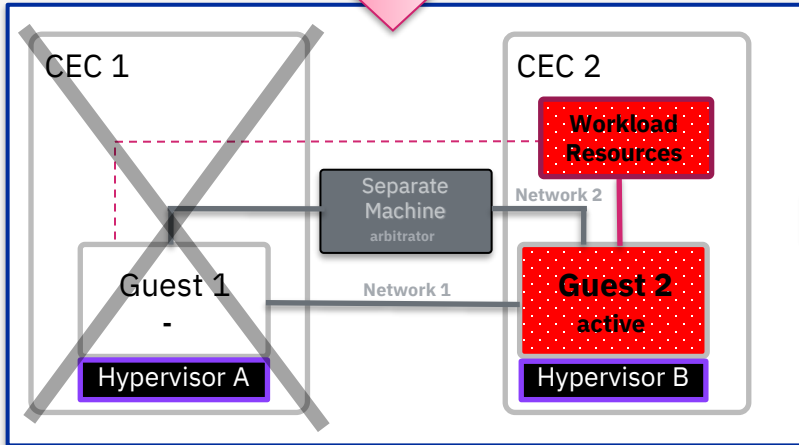 CEC 1
CEC 2
Workload
Resources
Separate
Machine
arbitrator
Network 2
Guest 1
-
Network 1
Guest 2
active
Hypervisor A
Hypervisor B